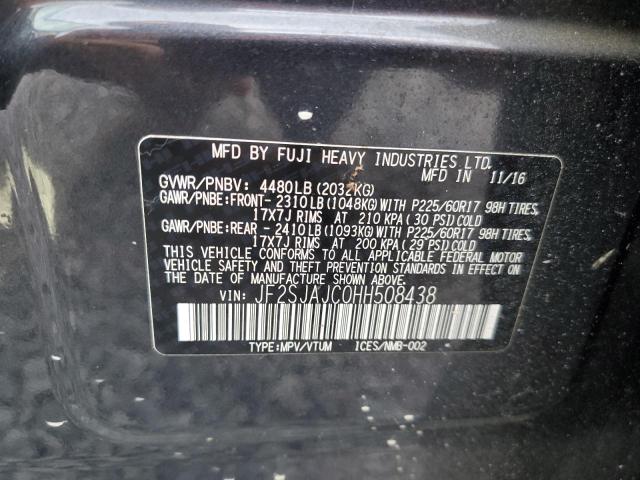 MFD BY FUJI HEAVY INDUSTRIES LTD.
MFD IN 11/16
GVWR/PNBV: 4480LB(2032KG)
GAWR/PNBE:FRONT- 2310LB(1048KG)WITH P225/60R17 98H TIRES,
17X7J RIMS AT 210 KPA(30 PSI)COLD
GAWR/PNBE:REAR - 2410LB(1093KG)WITH P225/60R17 98H TIRES,
17X7J RIMS AT 200 KPA(29 PSI)COLD
THIS VEHICLE CONFORMS TO ALL APPLICABLE FEDERAL MOTOR
VEHICLE SAFETY AND THEFT PREVENTION STANDARDS IN EFFECT ON
THE DATE OF MANUFACTURE SHOWN ABOVE.
VIN: JF2SJAJC0HH508438
TYPE:MPV/VTUM ICES/NMB-002